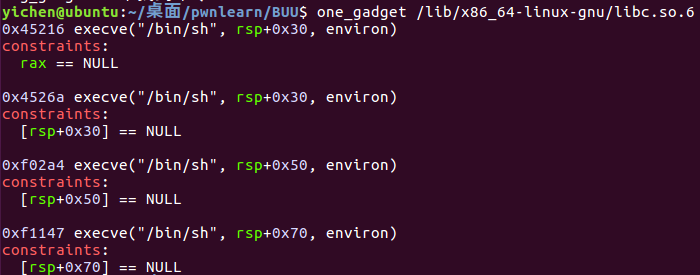 yichen@ubuntu:~/桌面/pwnlearn/BUU$ one_gadget /lib/x86_64-linux-gnu/libc.so.6
0x45216 execve("/bin/sh", rsp+0x30, environ)
constraints:
  rax == NULL

0x4526a execve("/bin/sh", rsp+0x30, environ)
constraints:
  [rsp+0x30] == NULL

0xf02a4 execve("/bin/sh", rsp+0x50, environ)
constraints:
  [rsp+0x50] == NULL

0xf1147 execve("/bin/sh", rsp+0x70, environ)
constraints:
  [rsp+0x70] == NULL